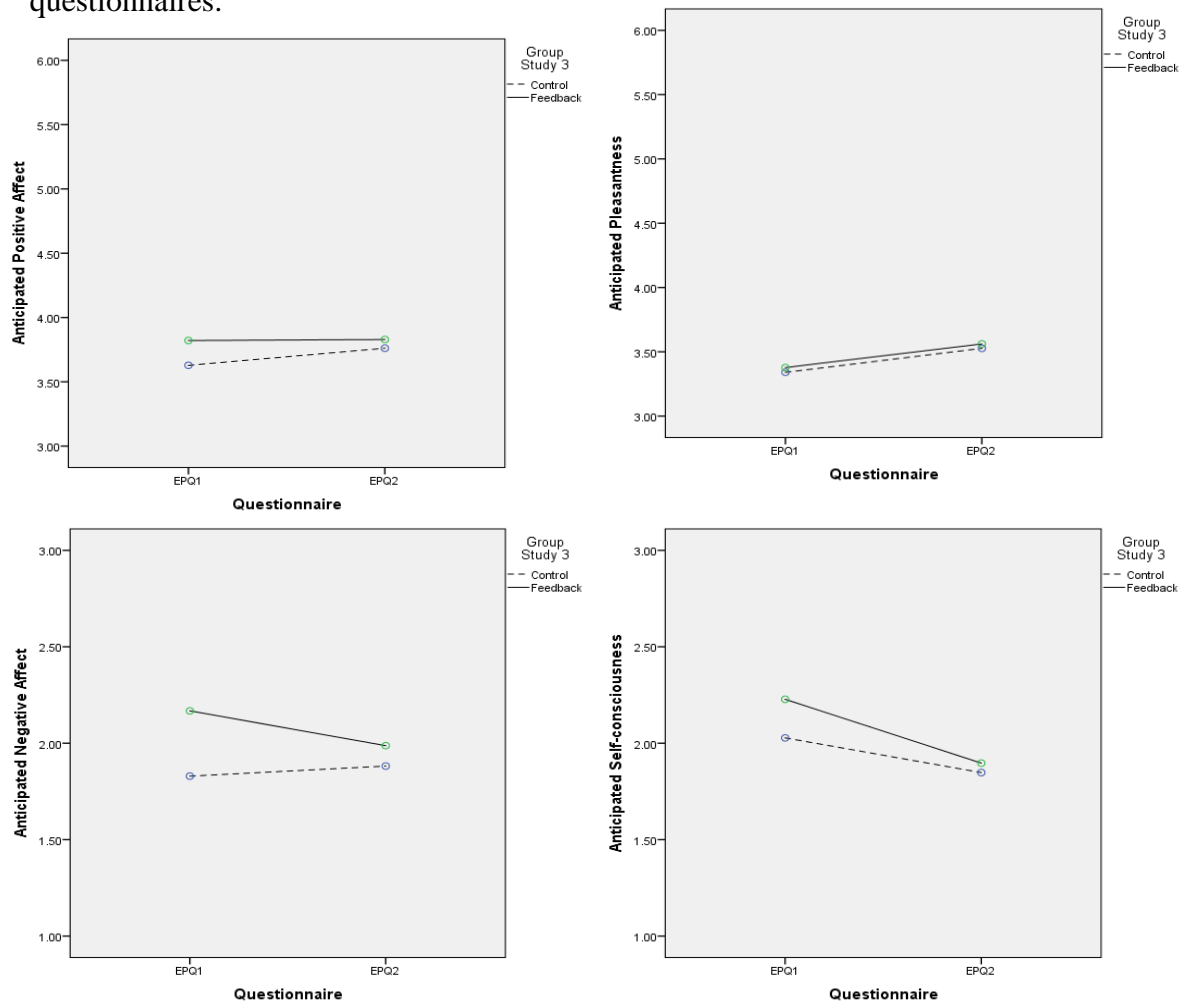 questionnaires.
Group
Study 3
Control
Feedback
6.00
5.50
5.00
4.50
4.00
3.50
3.00
Anticipated Positive Affect
EPQ1
EPQ2
Questionnaire
Group
Study 3
Control
Feedback
6.00
5.50
5.00
4.50
4.00
3.50
3.00
Anticipated Pleasantness
EPQ1
EPQ2
Questionnaire
Group
Study 3
Control
Feedback
3.00
2.50
2.00
1.50
1.00
Anticipated Negative Affect
EPQ1
EPQ2
Questionnaire
Group
Study 3
Control
Feedback
3.00
2.50
2.00
1.50
1.00
Anticipated Self-consciousness
EPQ1
EPQ2
Questionnaire